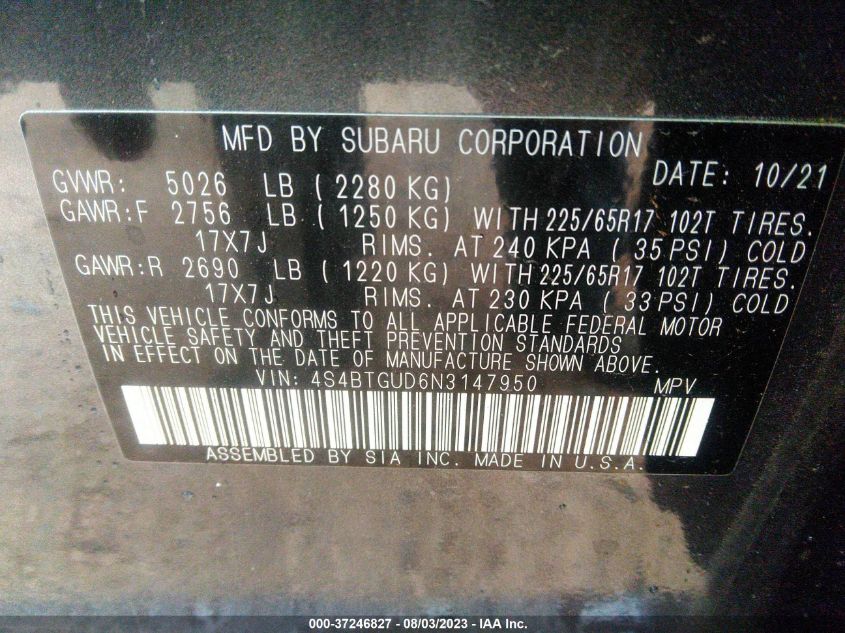 MFD BY SUBARU CORPORATION
GVWR: 5026 LB ( 2280 KG) DATE: 10/21
GAWR:F 2756 LB ( 1250 KG) WITH 225/65R17 102T TIRES.
17X7J RIMS. AT 240 KPA ( 35 PSI) COLD
GAWR:R 2690 LB ( 1220 KG) WITH 225/65R17 102T TIRES.
17X7J RIMS. AT 230 KPA ( 33 PSI) COLD
THIS VEHICLE CONFORMS TO ALL APPLICABLE FEDERAL MOTOR
VEHICLE SAFETY AND THEFT PREVENTION STANDARDS
IN EFFECT ON THE DATE OF MANUFACTURE SHOWN ABOVE.
VIN: 4S4BTGUD6N3147950 MPV
ASSEMBLED BY SIA INC. MADE IN U.S.A.
000-37246827 - 08/03/2023 - IAA Inc.